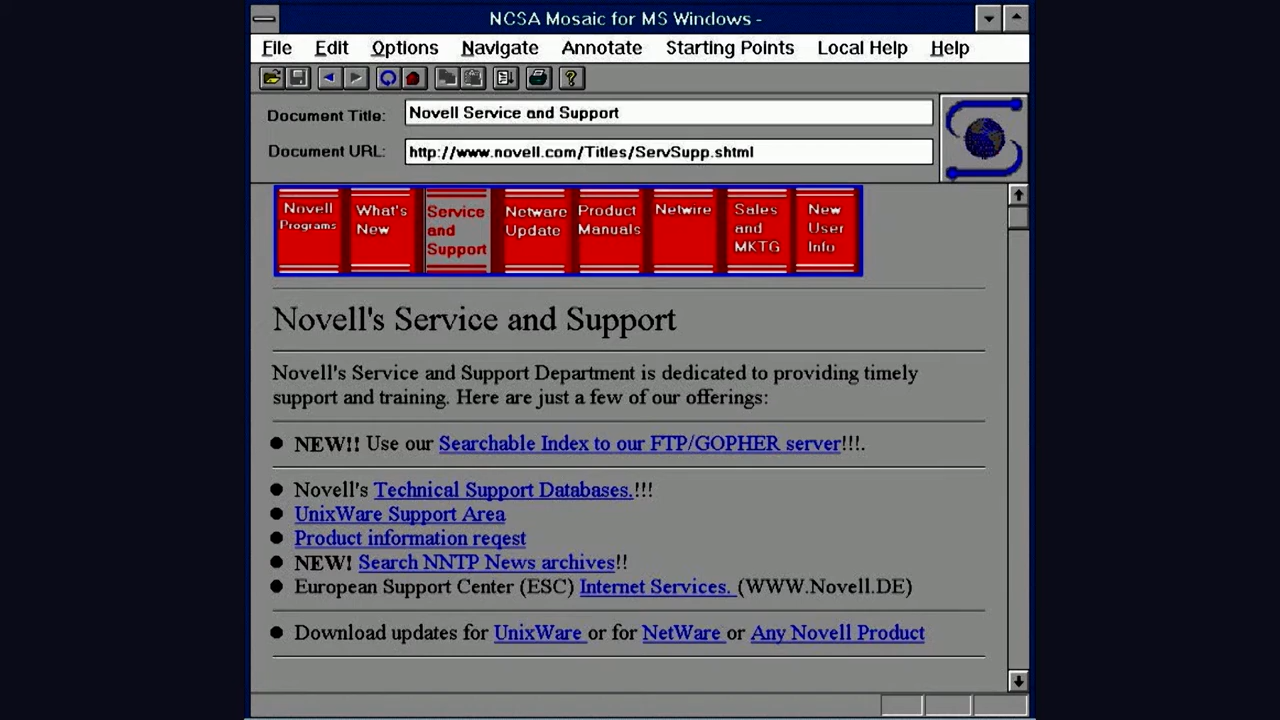 NCSA Mosaic for MS Windows -
File Edit Options Navigate Annotate Starting Points Local Help Help
Document Title: Novell Service and Support
Document URL: http://www.novell.com/Titles/ServSupp.shtml
Novell Programs
What's New
Service and Support
Netware Update
Product Manuals
Netwire
Sales and MKTG
New User Info
Novell's Service and Support
Novell's Service and Support Department is dedicated to providing timely
support and training. Here are just a few of our offerings:
NEW!! Use our Searchable Index to our FTP/GOPHER server!!!.
Novell's Technical Support Databases.!!!
UnixWare Support Area
Product information reqest
NEW! Search NNTP News archives!!
European Support Center (ESC) Internet Services. (WWW.Novell.DE)
Download updates for UnixWare or for NetWare or Any Novell Product